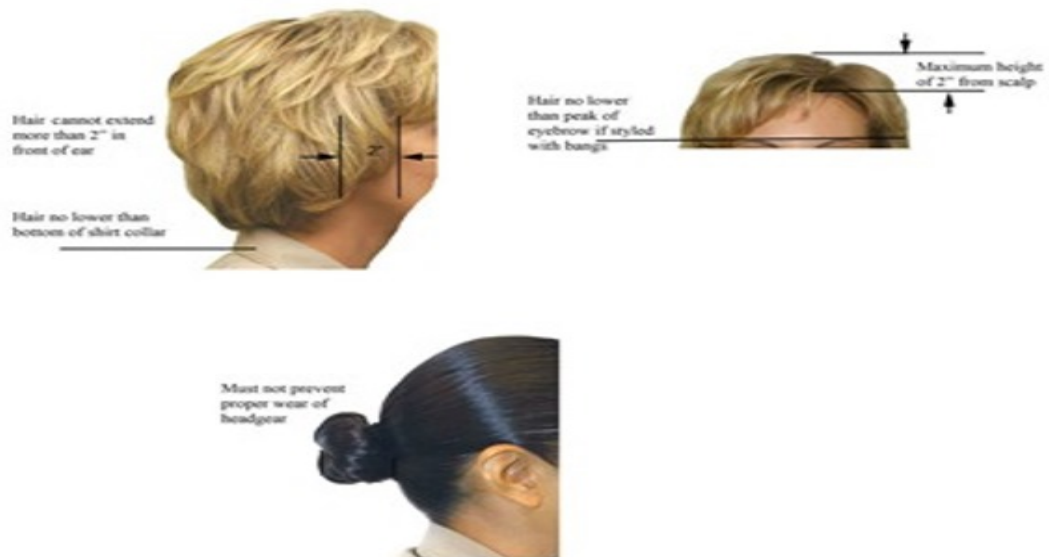 Hair cannot extend
more than 2" in
front of ear
2"
Hair no lower than
bottom of shirt collar
Maximum height
of 2" from scalp
Hair no lower
than peak of
eyebrow if styled
with bangs
Must not prevent
proper wear of
headgear